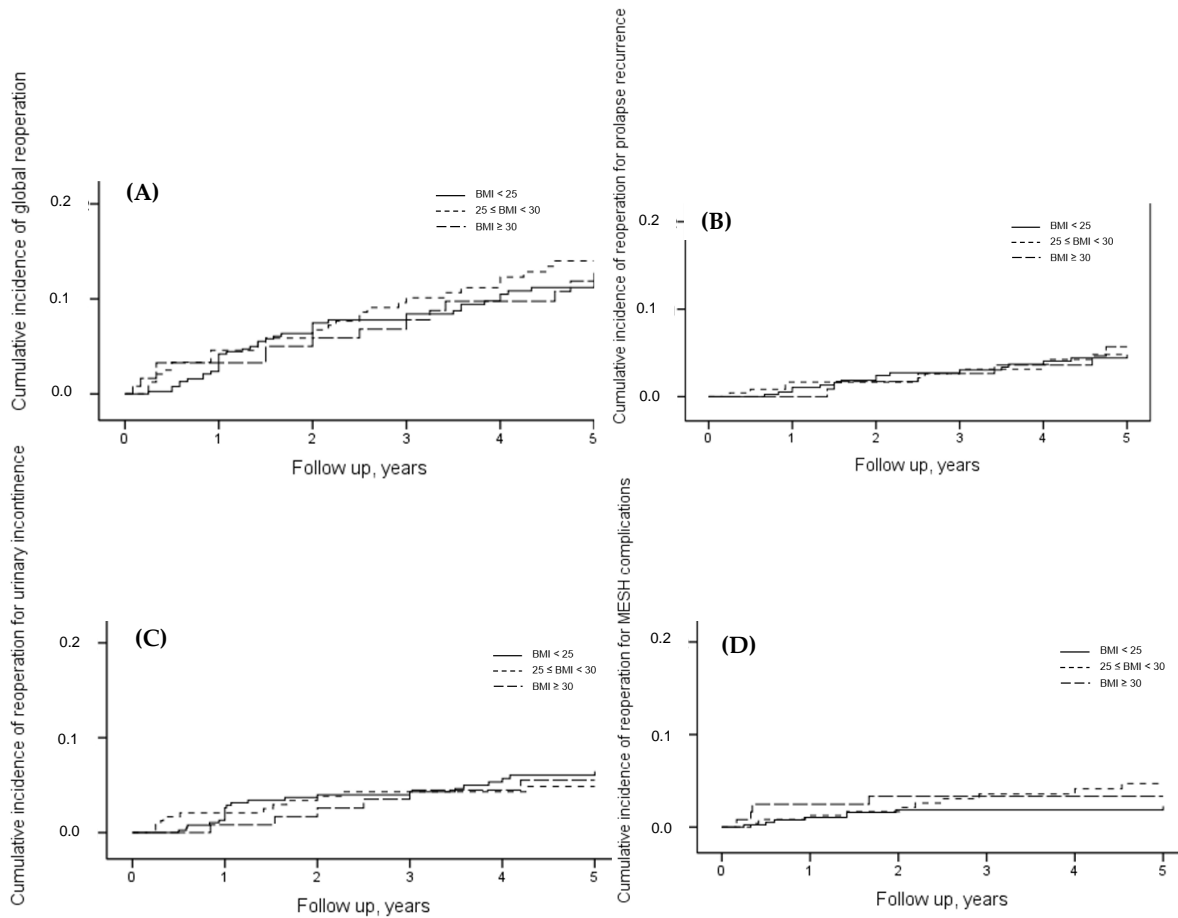 Cumulative incidence of global reoperation
(A)
BMI < 25
25 ≤ BMI < 30
BMI ≥ 30
0.2
0.1
0.0
0 1 2 3 4 5
Follow up, years
Cumulative incidence of reoperation for prolapse recurrence
(B)
BMI < 25
25 ≤ BMI < 30
BMI ≥ 30
0.2
0.1
0.0
0 1 2 3 4 5
Follow up, years
Cumulative incidence of reoperation for urinary incontinence
(C)
BMI < 25
25 ≤ BMI < 30
BMI ≥ 30
0.2
0.1
0.0
0 1 2 3 4 5
Follow up, years
Cumulative incidence of reoperation for MESH complications
(D)
BMI < 25
25 ≤ BMI < 30
BMI ≥ 30
0.2
0.1
0.0
0 1 2 3 4 5
Follow up, years